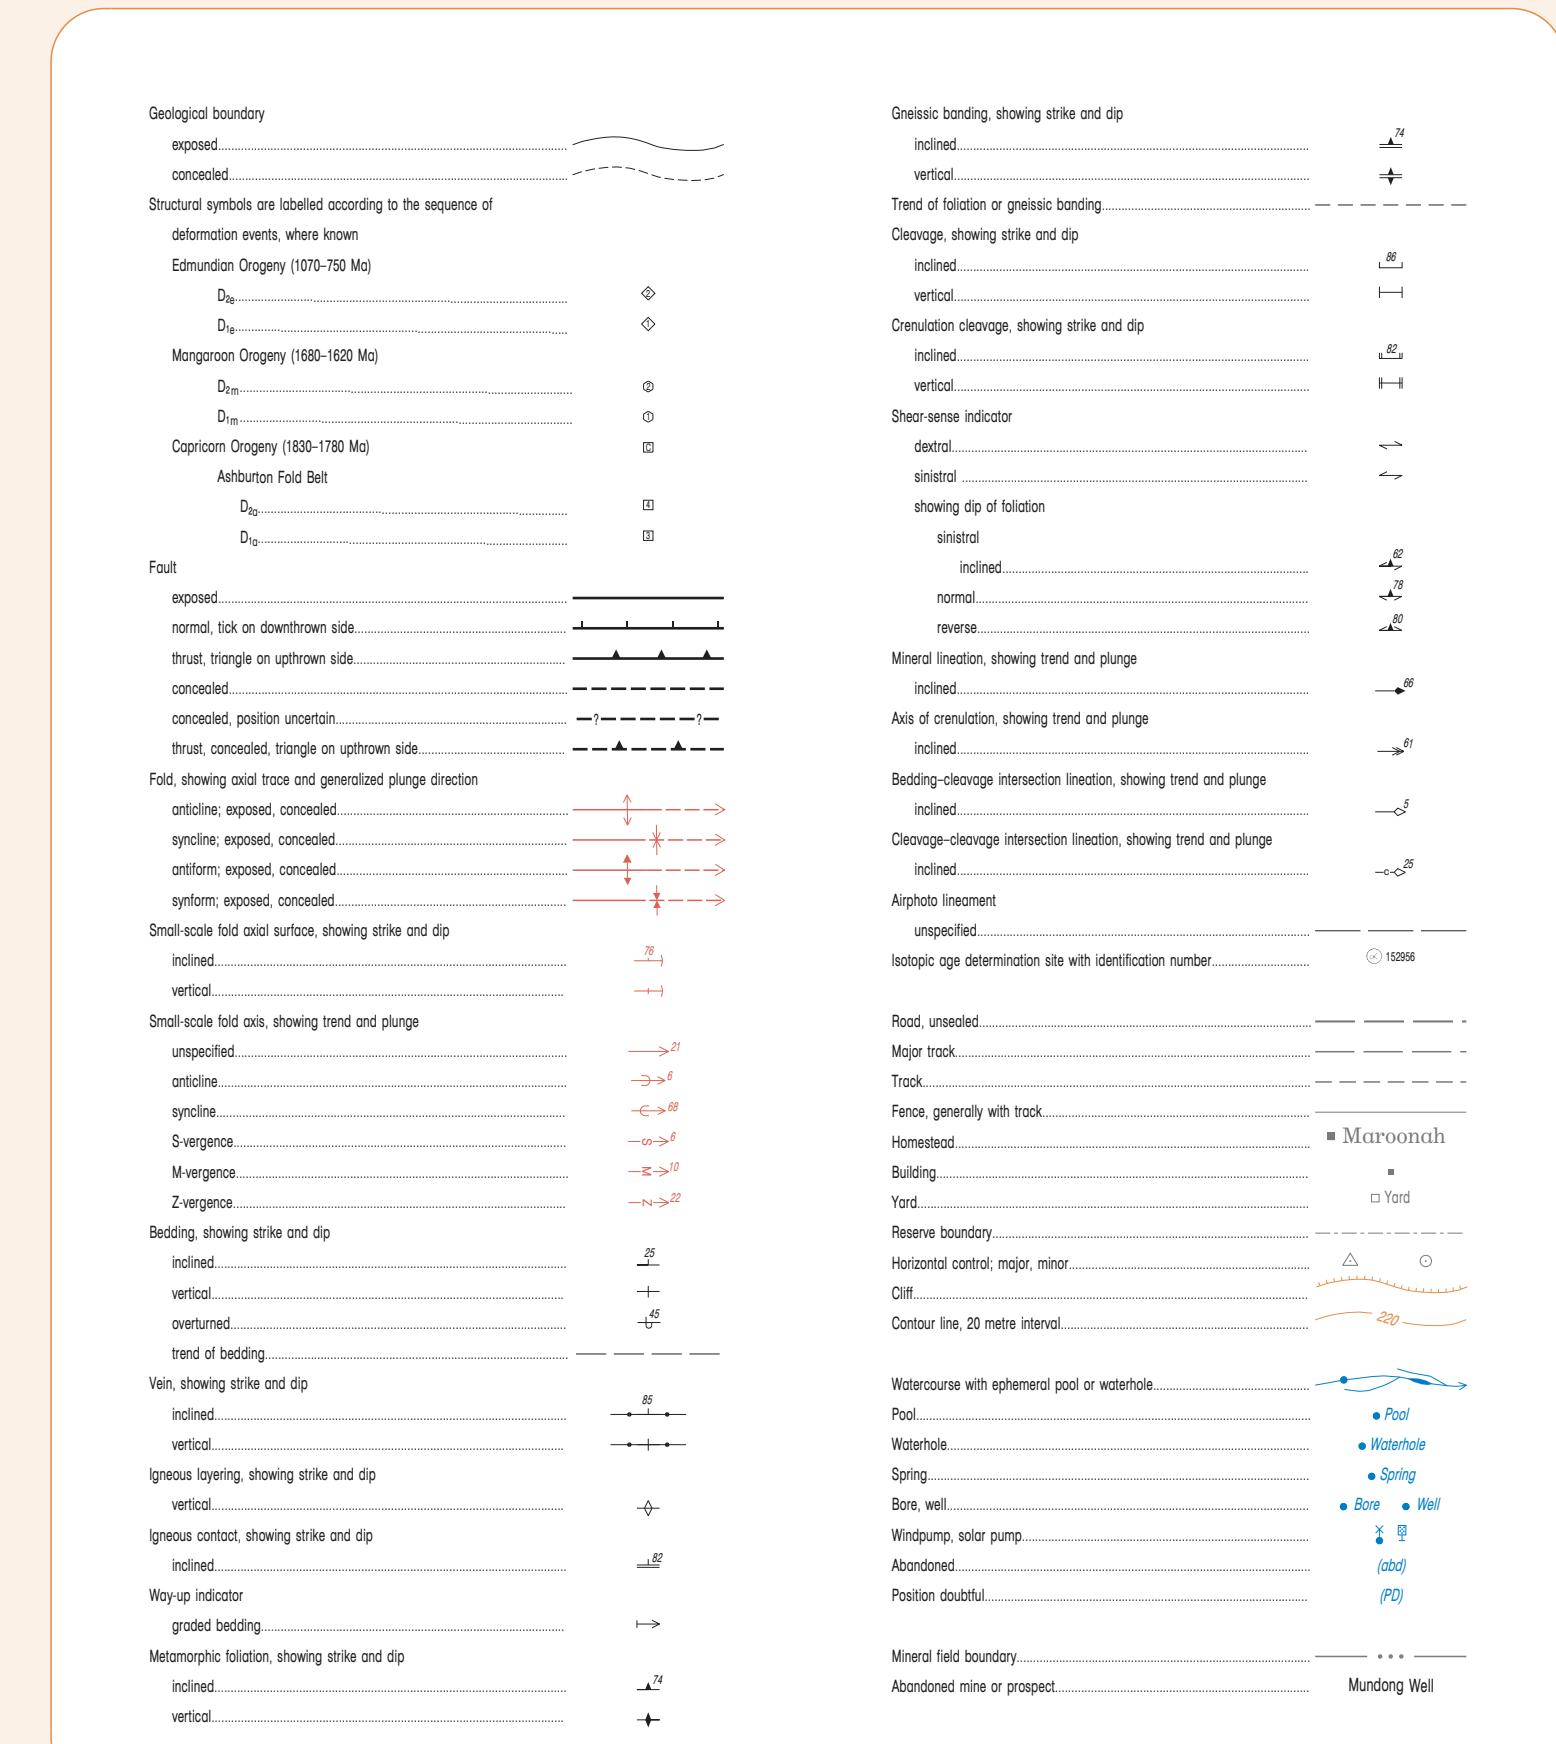 Geological boundary
exposed
concealed
Structural symbols are labelled according to the sequence of
deformation events, where known
Edmundian Orogeny (1070–750 Ma)
D2e 2
D1e 1
Mangaroon Orogeny (1680–1620 Ma)
D2m 2
D1m 1
Capricorn Orogeny (1830–1780 Ma) C
Ashburton Fold Belt
D2a 4
D1a 3
Fault
exposed
normal, tick on downthrown side
thrust, triangle on upthrown side
concealed
concealed, position uncertain ? ?
thrust, concealed, triangle on upthrown side
Fold, showing axial trace and generalized plunge direction
anticline; exposed, concealed
syncline; exposed, concealed
antiform; exposed, concealed
synform; exposed, concealed
Small-scale fold axial surface, showing strike and dip
inclined 76
vertical
Small-scale fold axis, showing trend and plunge
unspecified 21
anticline 6
syncline 68
S-vergence S 6
M-vergence M 10
Z-vergence Z 22
Bedding, showing strike and dip
inclined 25
vertical
overturned 45
trend of bedding
Vein, showing strike and dip
inclined 85
vertical
Igneous layering, showing strike and dip
vertical
Igneous contact, showing strike and dip
inclined 82
Way-up indicator
graded bedding
Metamorphic foliation, showing strike and dip
inclined 74
vertical
Gneissic banding, showing strike and dip
inclined 74
vertical
Trend of foliation or gneissic banding
Cleavage, showing strike and dip
inclined 86
vertical
Crenulation cleavage, showing strike and dip
inclined 82
vertical
Shear-sense indicator
dextral
sinistral
showing dip of foliation
sinistral
inclined 62
normal 78
reverse 80
Mineral lineation, showing trend and plunge
inclined 66
Axis of crenulation, showing trend and plunge
inclined 61
Bedding–cleavage intersection lineation, showing trend and plunge
inclined 5
Cleavage–cleavage intersection lineation, showing trend and plunge
inclined c 25
Airphoto lineament
unspecified
Isotopic age determination site with identification number 152956
Road, unsealed
Major track
Track
Fence, generally with track
Homestead Maroonah
Building
Yard Yard
Reserve boundary
Horizontal control; major, minor
Cliff
Contour line, 20 metre interval 220
Watercourse with ephemeral pool or waterhole
Pool Pool
Waterhole Waterhole
Spring Spring
Bore, well Bore Well
Windpump, solar pump
Abandoned (abd)
Position doubtful (PD)
Mineral field boundary
Abandoned mine or prospect Mundong Well